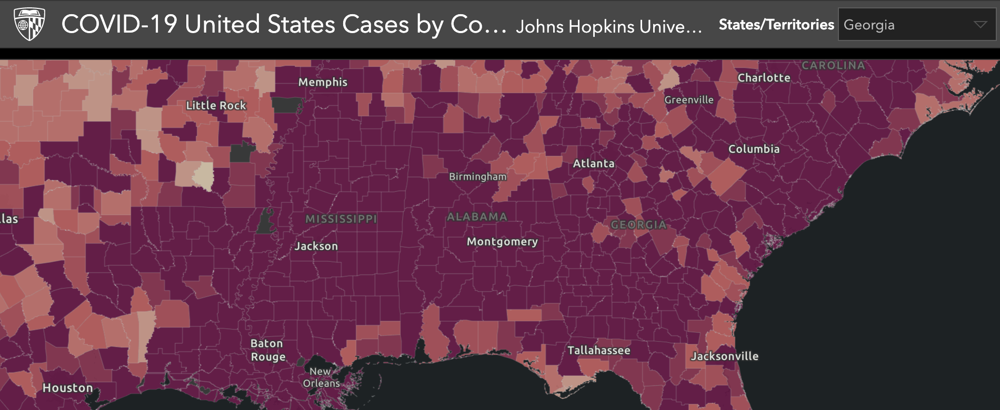 COVID-19 United States Cases by Co... Johns Hopkins Unive... States/Territories Georgia
CAROLINA
Charlotte
Memphis
Greenville
Little Rock
Columbia
Atlanta
Birmingham
las
MISSISSIPPI
ALABAMA
GEORGIA
Jackson
Montgomery
Baton
Rouge
Tallahassee
Jacksonville
New
Orleans
Houston